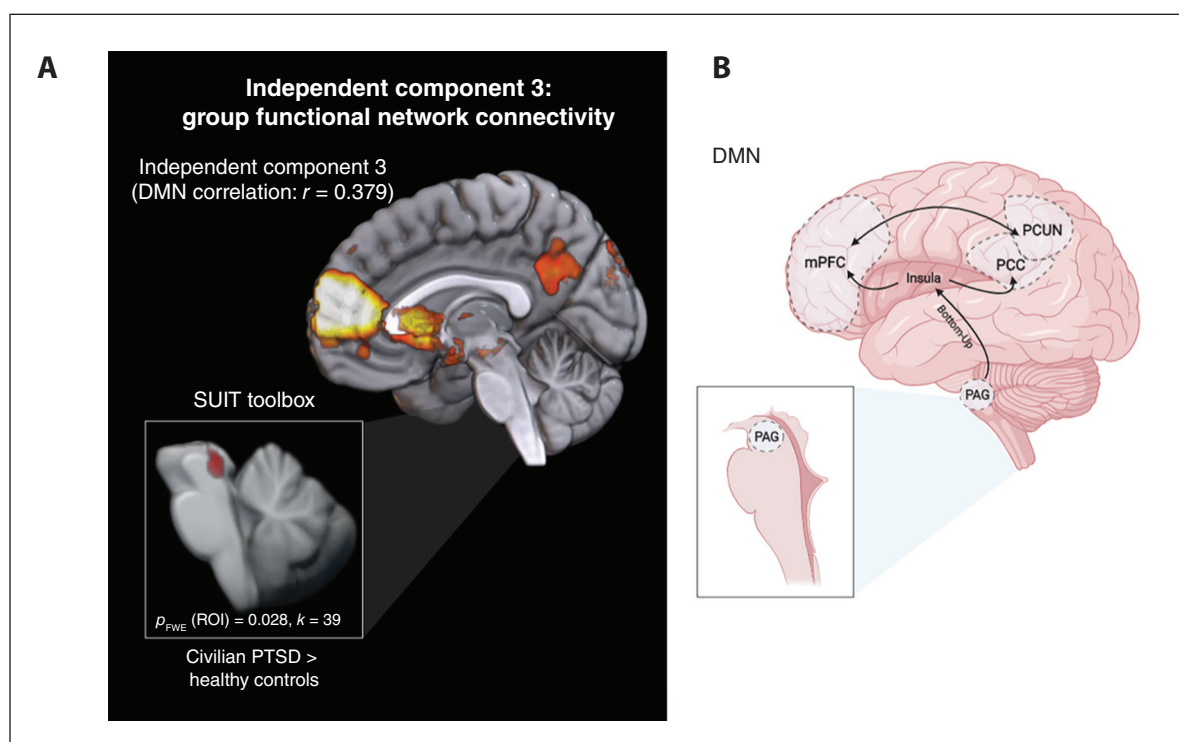 A
Independent component 3:
group functional network connectivity
Independent component 3
(DMN correlation: r = 0.379)
SUIT toolbox
pFWE (ROI) = 0.028, k = 39
Civilian PTSD >
healthy controls
B
DMN
mPFC
PCUN
PCC
Insula
Bottom-Up
PAG
PAG